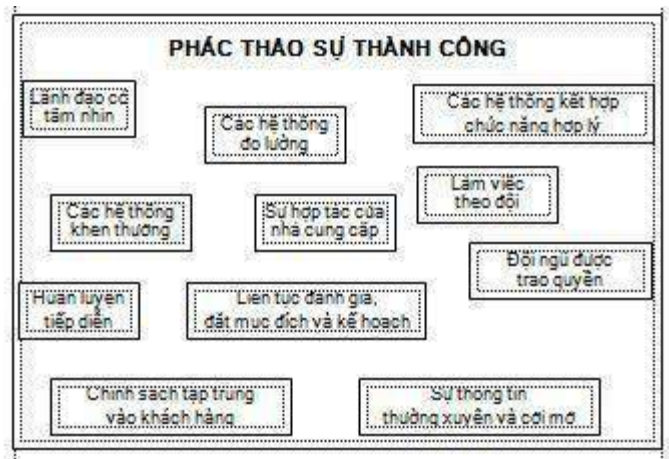 PHÁC THẢO SỰ THÀNH CÔNG
Lãnh đạo có
tầm nhìn
Các hệ thống
đo lường
Các hệ thống kết hợp
chức năng hợp lý
Làm việc
theo đội
Các hệ thống
khen thưởng
Sự hợp tác của
nhà cung cấp
Đội ngũ được
trao quyền
Huấn luyện
tiếp diễn
Liên tục đánh giá,
đặt mục đích và kế hoạch
Chính sách tập trung
vào khách hàng
Sự thông tin
thường xuyên và cởi mở